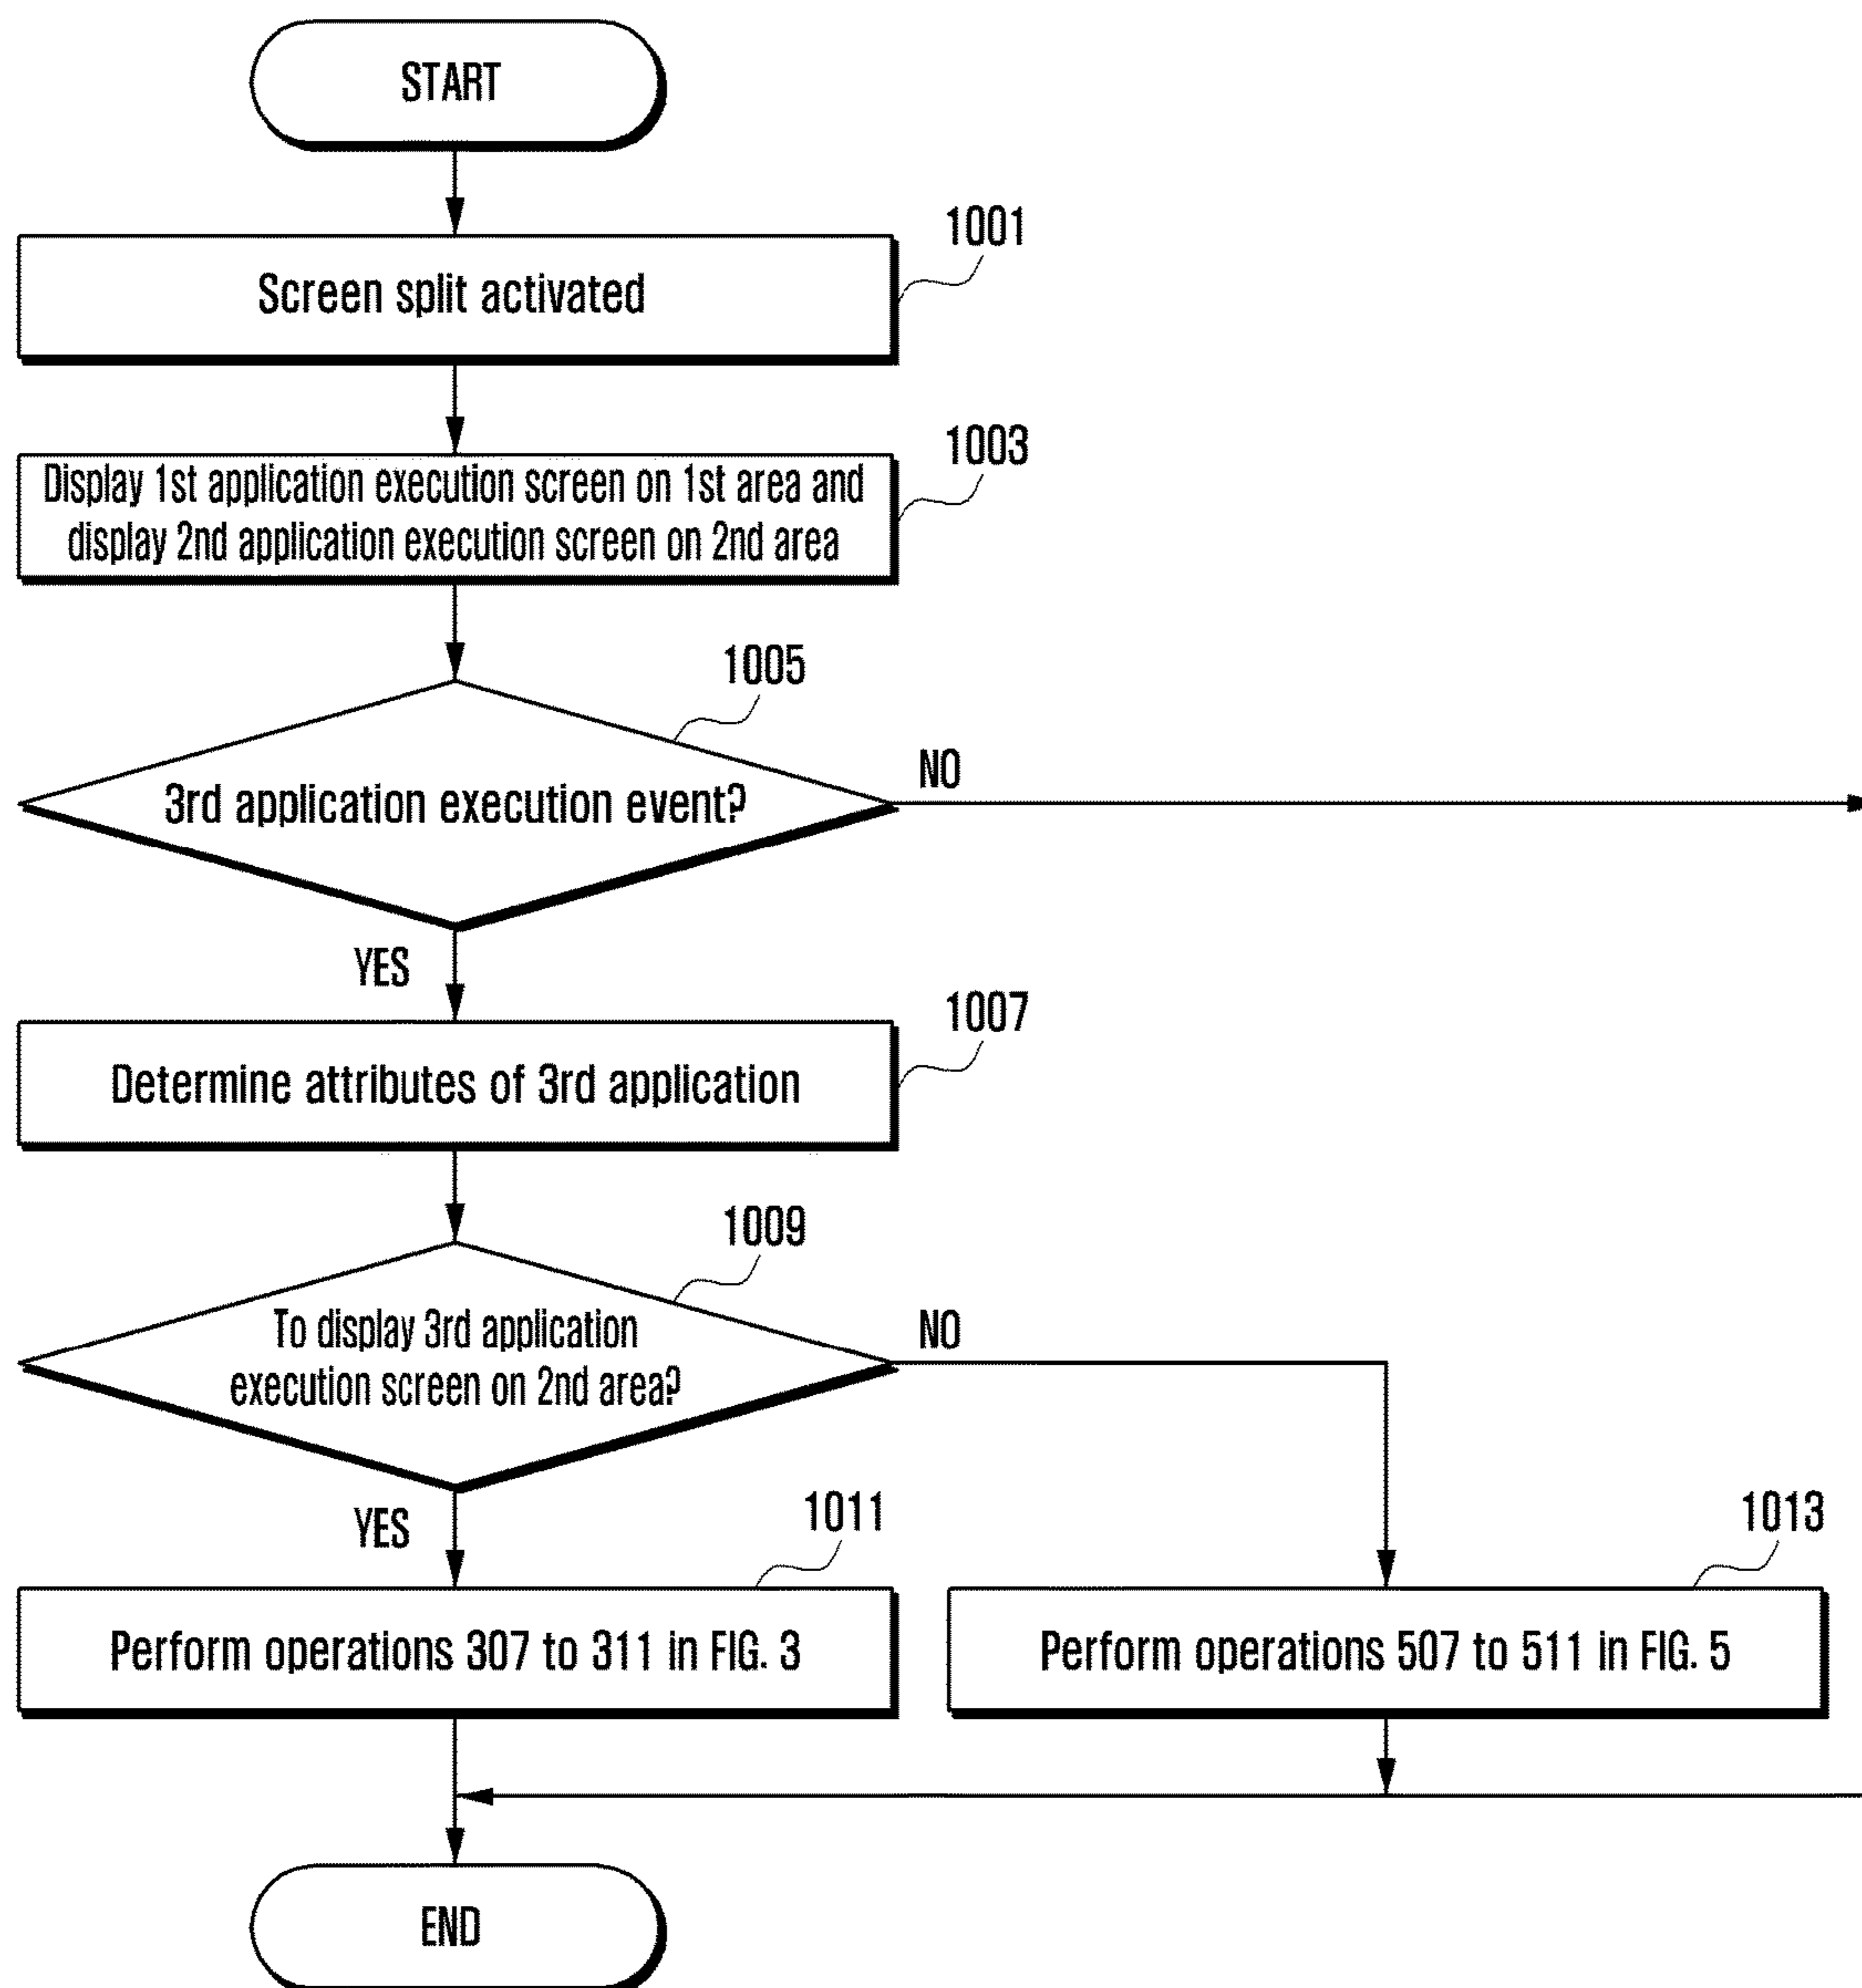 START
1001
Screen split activated
1003
Display 1st application execution screen on 1st area and
display 2nd application execution screen on 2nd area
1005
3rd application execution event?
NO
YES
1007
Determine attributes of 3rd application
1009
To display 3rd application
execution screen on 2nd area?
NO
YES
1011
Perform operations 307 to 311 in FIG. 3
1013
Perform operations 507 to 511 in FIG. 5
END